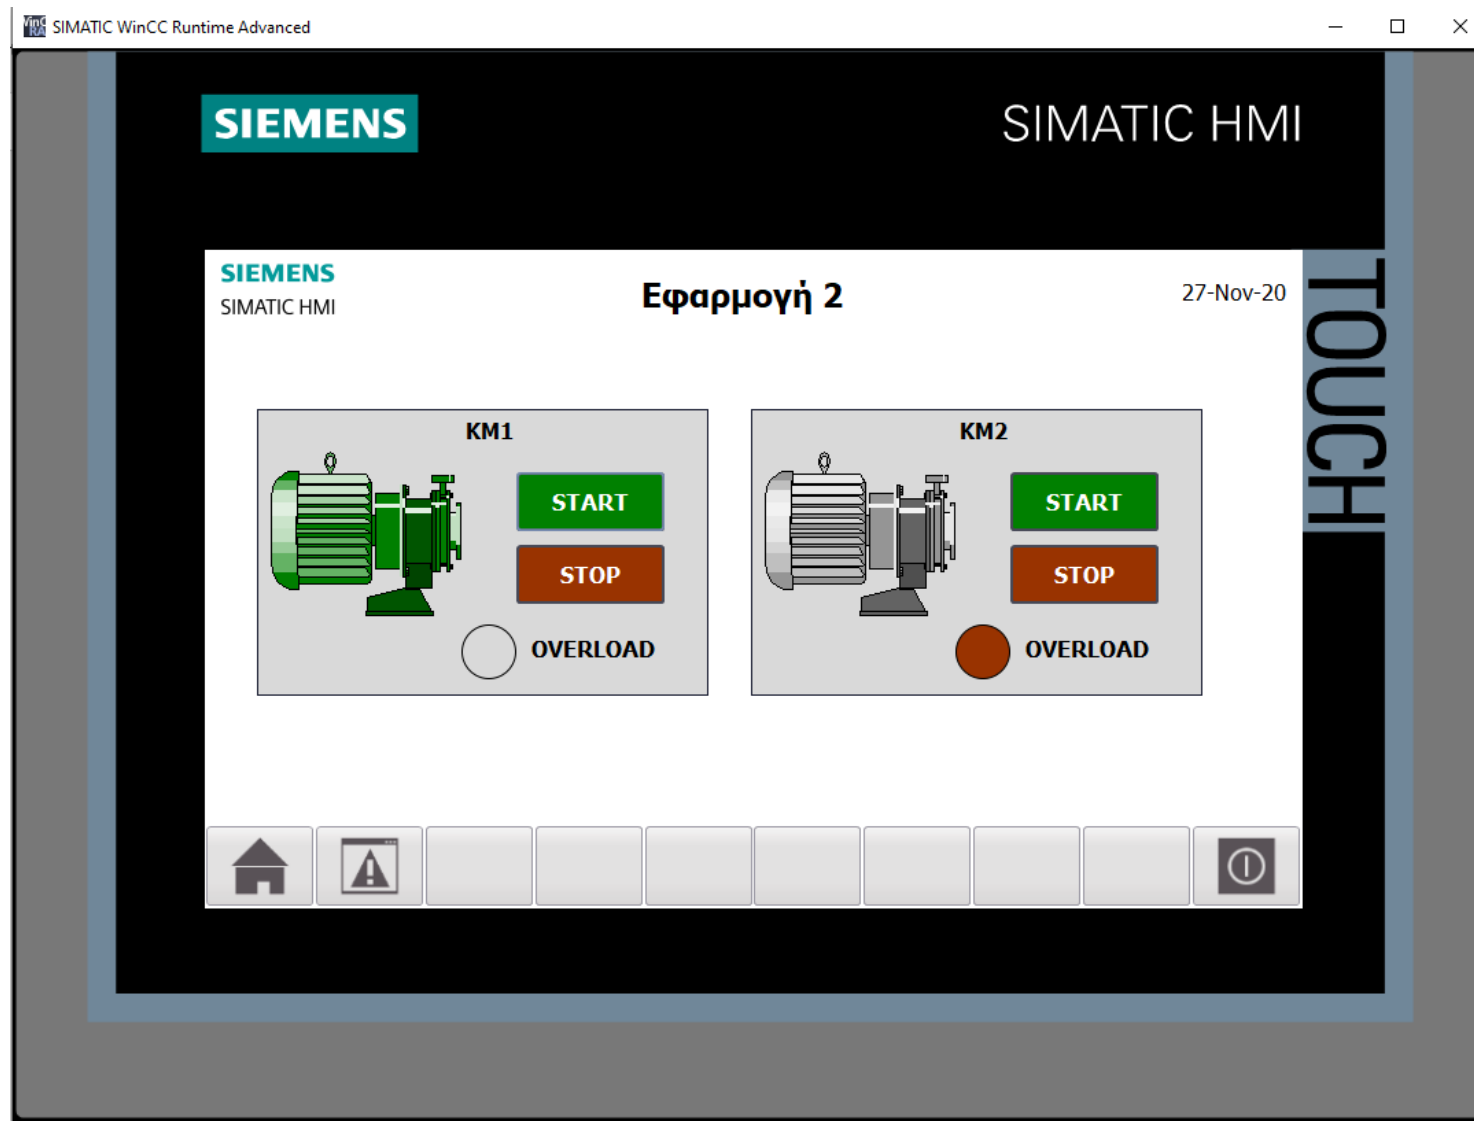 SIMATIC WinCC Runtime Advanced
SIEMENS
SIMATIC HMI
TOUCH
SIEMENS
SIMATIC HMI
Εφαρμογή 2
27-Nov-20
KM1
START
STOP
OVERLOAD
KM2
START
STOP
OVERLOAD